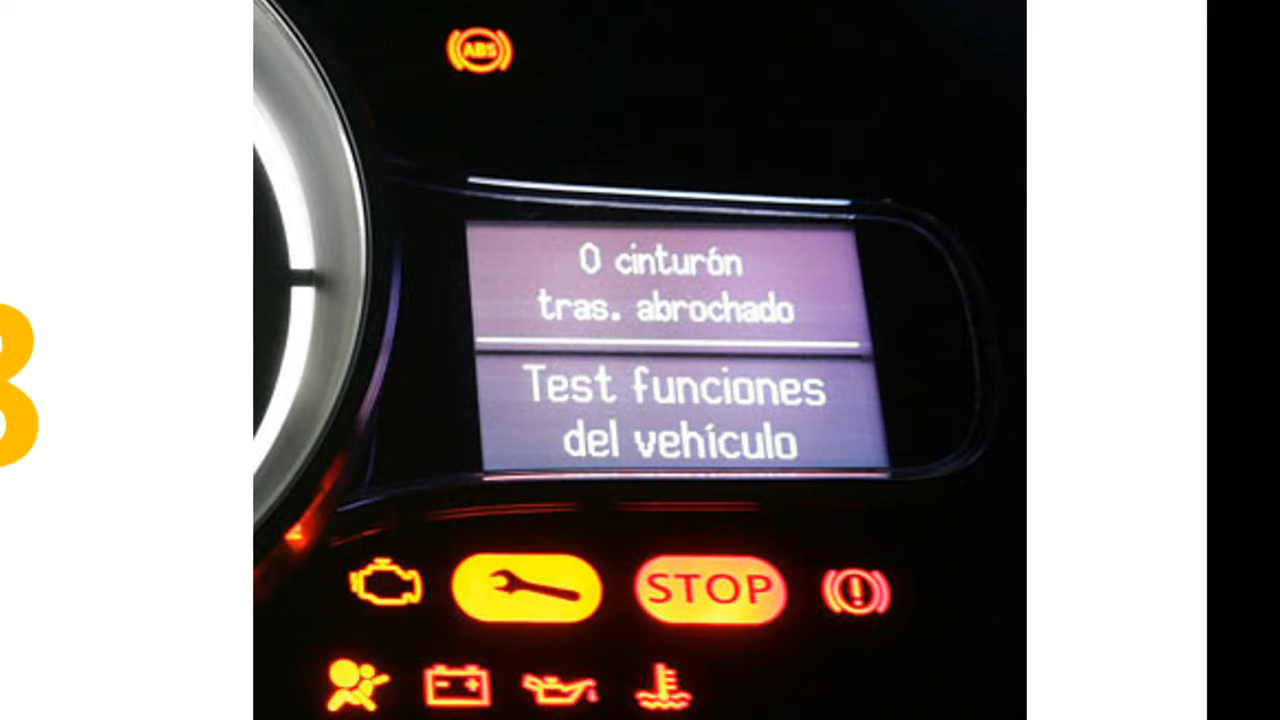 ABS
0 cinturón
tras. abrochado
Test funciones
del vehículo
STOP